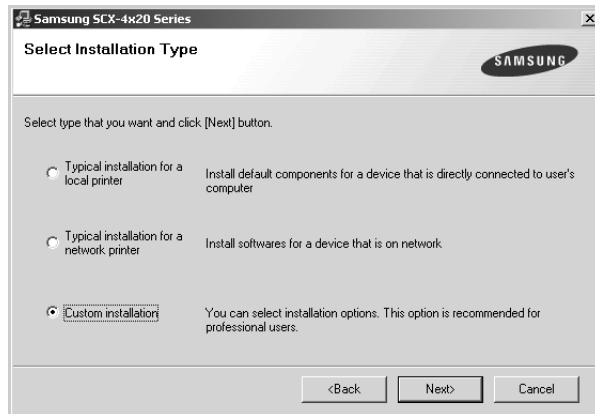 Samsung SCX-4x20 Series
Select Installation Type
SAMSUNG
Select type that you want and click [Next] button.
Typical installation for a
local printer
Install default components for a device that is directly connected to user's
computer
Typical installation for a
network printer
Install softwares for a device that is on network
Custom installation
You can select installation options. This option is recommended for
professional users.
<Back
Next>
Cancel